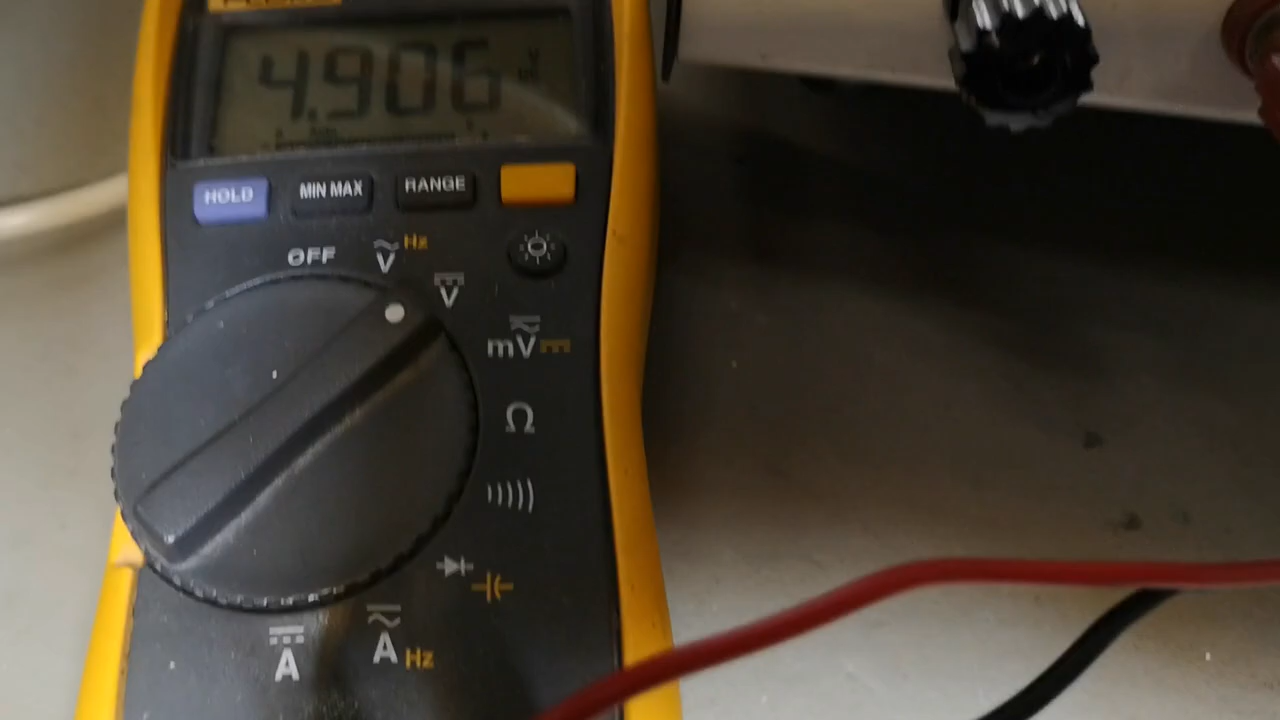 4.906 V
HOLD MIN MAX RANGE
OFF
V Hz
V
mV
Ω
A Hz
A